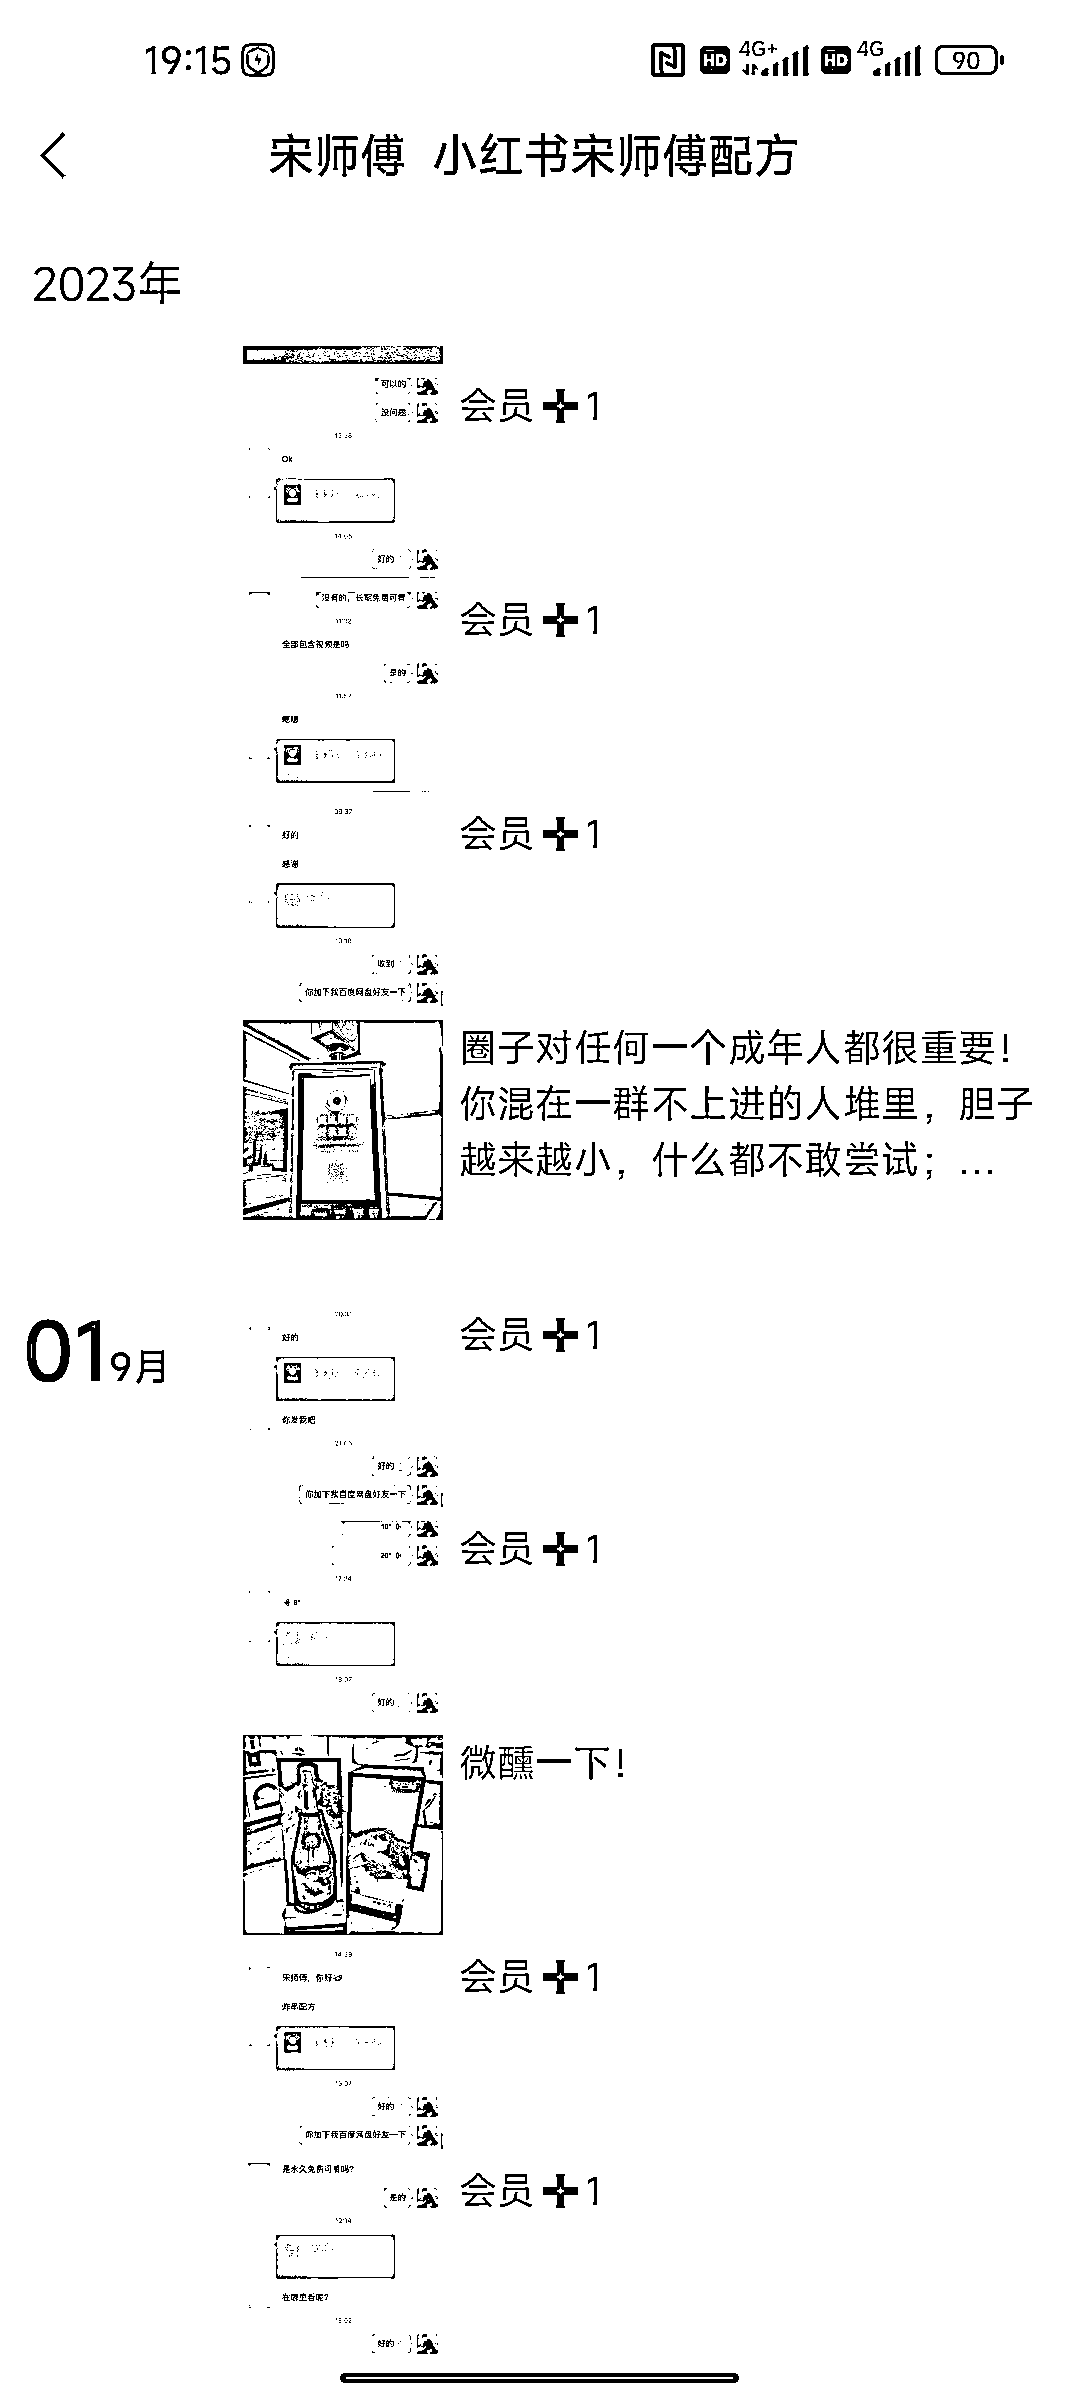 19:15
HD 4G+ HD 4G 90
宋师傅 小红书宋师傅配方
2023年
可以的
没问题
会员➕1
Ok
好的
没有的，长期免费可看
会员➕1
全部包含视频是吗
是的
嗯嗯
会员➕1
好的
感谢
收到
你加下我百度网盘好友一下
圈子对任何一个成年人都很重要！
你混在一群不上进的人堆里，胆子
越来越小，什么都不敢尝试；...
01 9月
会员➕1
好的
你发我吧
好的
你加下我百度网盘好友一下
会员➕1
好的
微醺一下！
会员➕1
宋师傅，你好
炸串配方
好的
你加下我百度网盘好友一下
是永久免费可看吗？
会员➕1
是的
在哪里看呢？
好的